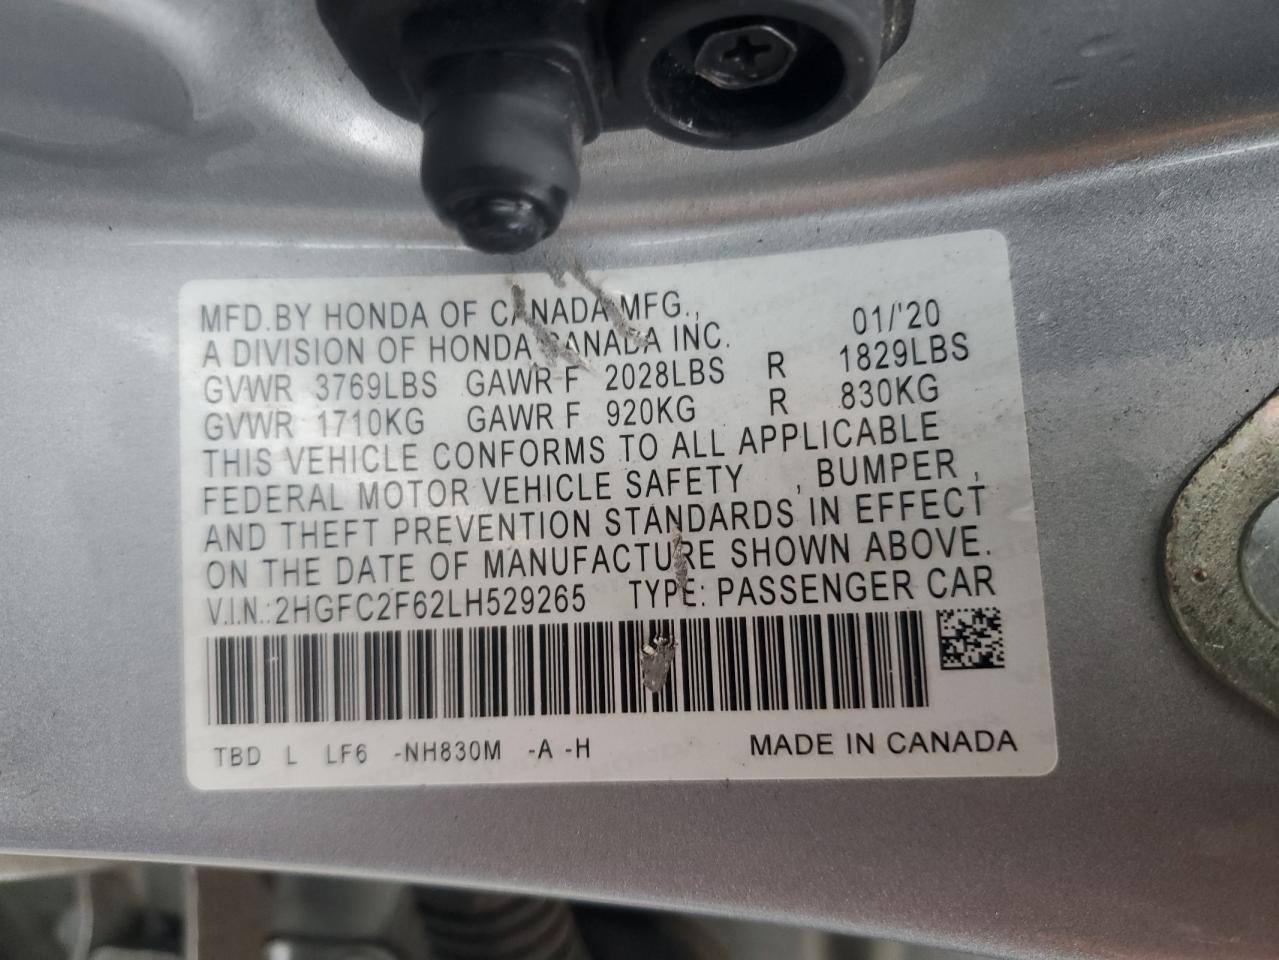 MFD.BY HONDA OF CANADA MFG., 01/'20
A DIVISION OF HONDA CANADA INC.
GVWR 3769LBS GAWR F 2028LBS R 1829LBS
GVWR 1710KG GAWR F 920KG R 830KG
THIS VEHICLE CONFORMS TO ALL APPLICABLE
FEDERAL MOTOR VEHICLE SAFETY , BUMPER ,
AND THEFT PREVENTION STANDARDS IN EFFECT
ON THE DATE OF MANUFACTURE SHOWN ABOVE.
V.I.N.:2HGFC2F62LH529265 TYPE: PASSENGER CAR
TBD L LF6 -NH830M -A -H MADE IN CANADA